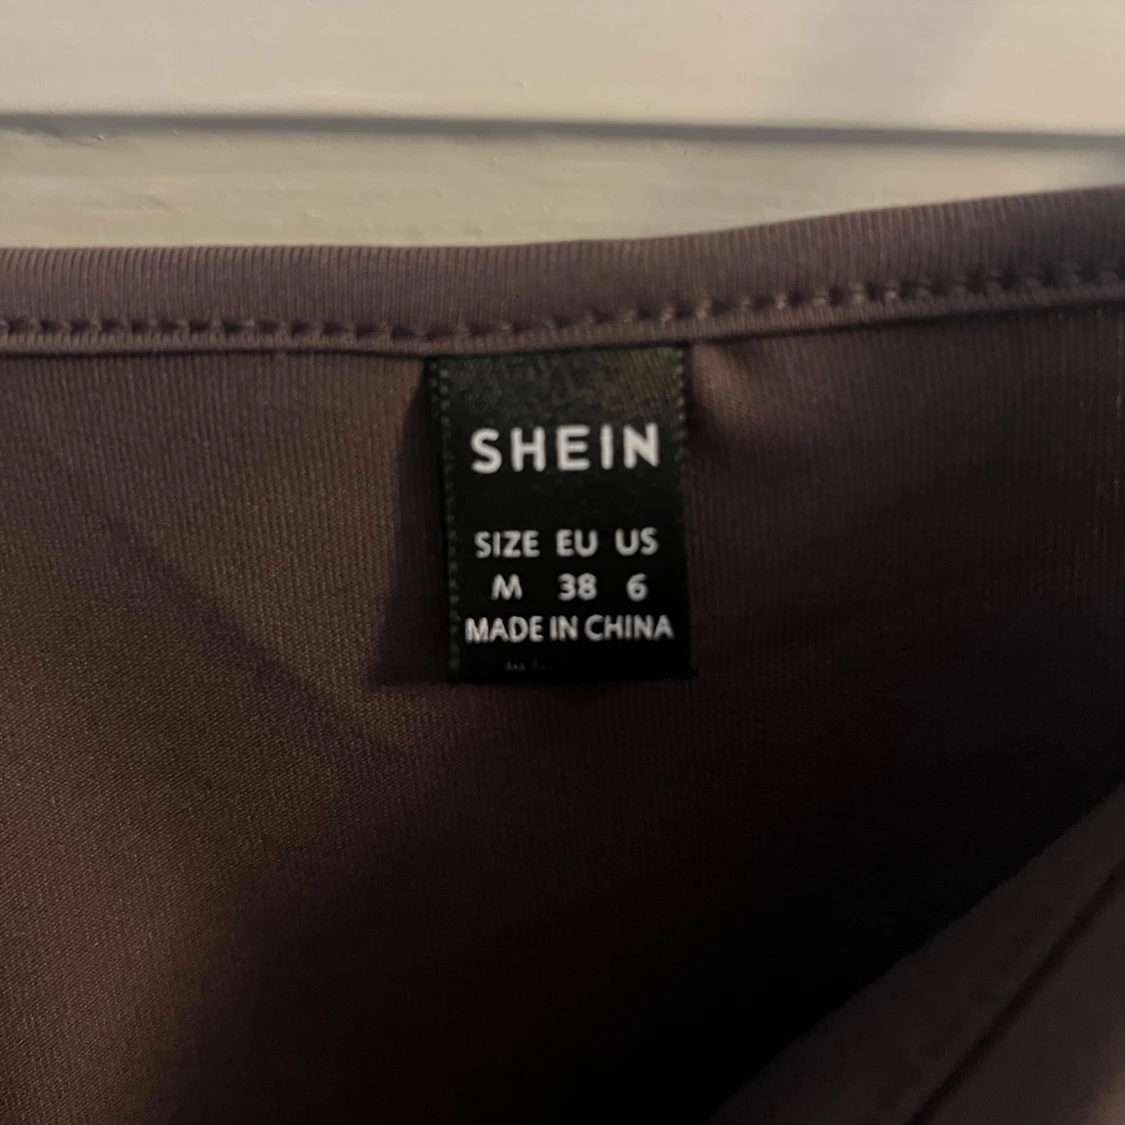 SHEIN
SIZE EU US
M 38 6
MADE IN CHINA